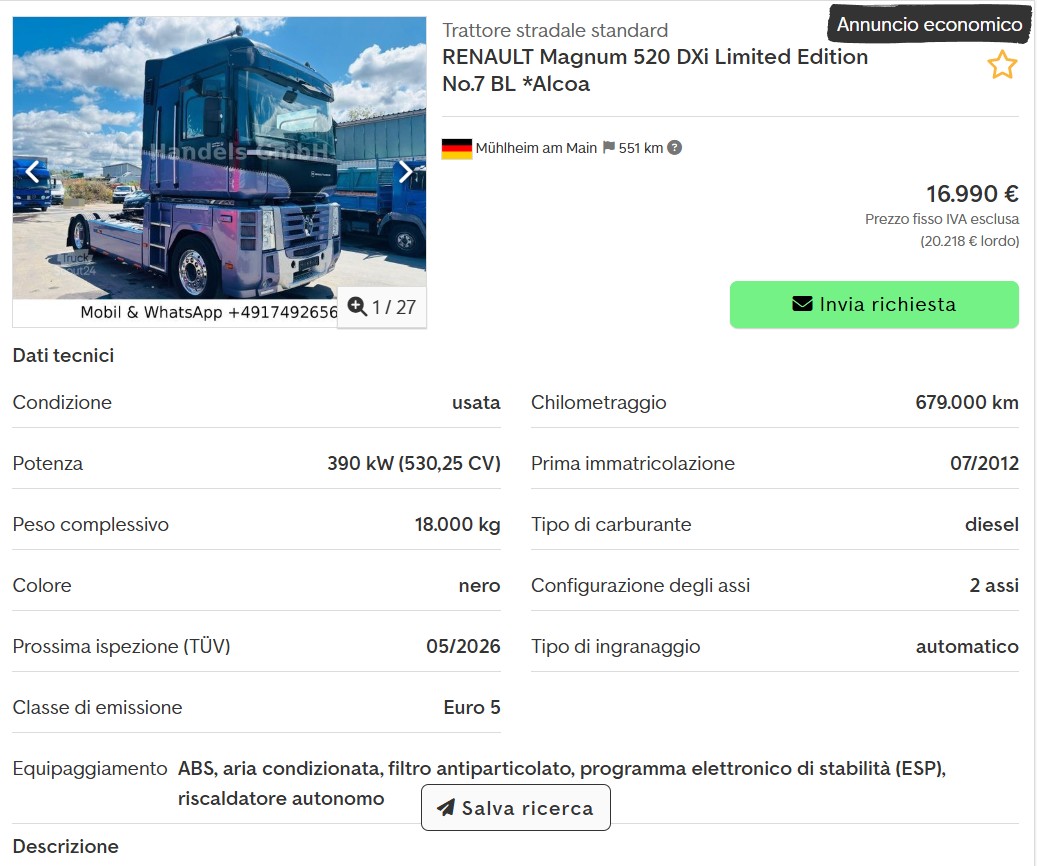 Annuncio economico
Trattore stradale standard
RENAULT Magnum 520 DXi Limited Edition
No.7 BL *Alcoa
Mühlheim am Main 551 km ?
16.990 €
Prezzo fisso IVA esclusa
(20.218 € lordo)
Invia richiesta
Handels GmbH
Truck
Scout24
Mobil & WhatsApp +4917492656
1 / 27
Dati tecnici
Condizione usata
Chilometraggio 679.000 km
Potenza 390 kW (530,25 CV)
Prima immatricolazione 07/2012
Peso complessivo 18.000 kg
Tipo di carburante diesel
Colore nero
Configurazione degli assi 2 assi
Prossima ispezione (TÜV) 05/2026
Tipo di ingranaggio automatico
Classe di emissione Euro 5
Equipaggiamento ABS, aria condizionata, filtro antiparticolato, programma elettronico di stabilità (ESP),
riscaldatore autonomo
Salva ricerca
Descrizione